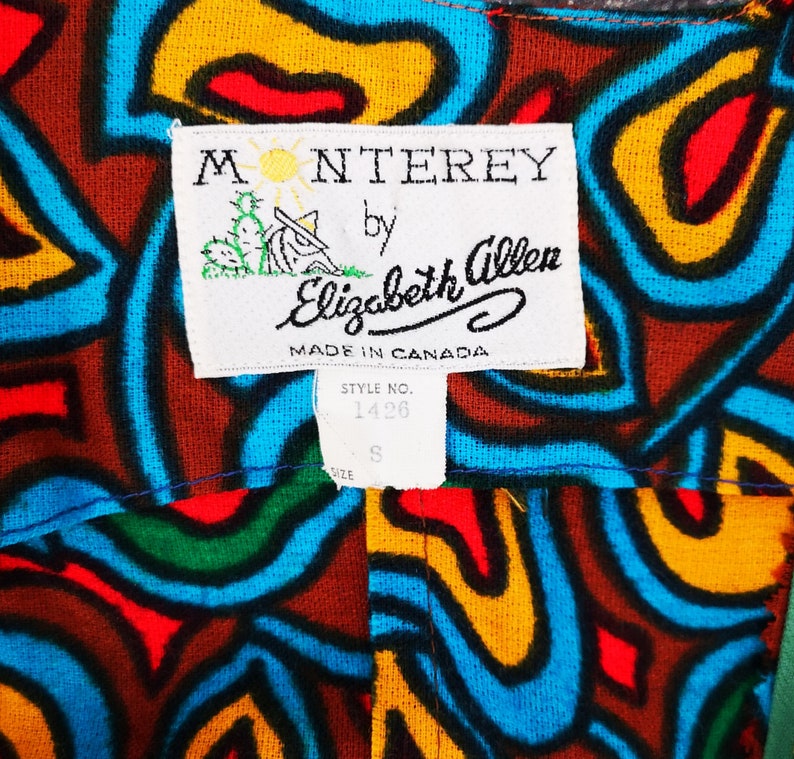 MONTEREY
by
Elizabeth Allen
MADE IN CANADA
STYLE NO.
1426
S
SIZE